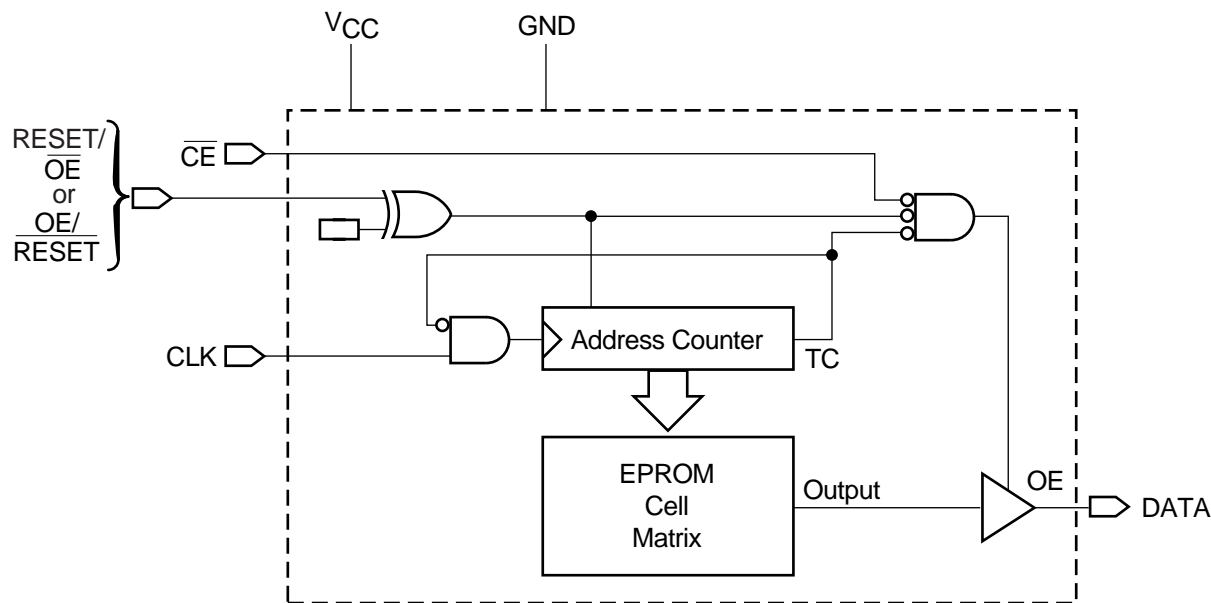 VCC
GND
RESET/
OE
or
OE/
RESET
CE
CLK
Address Counter
TC
EPROM
Cell
Matrix
Output
OE
DATA